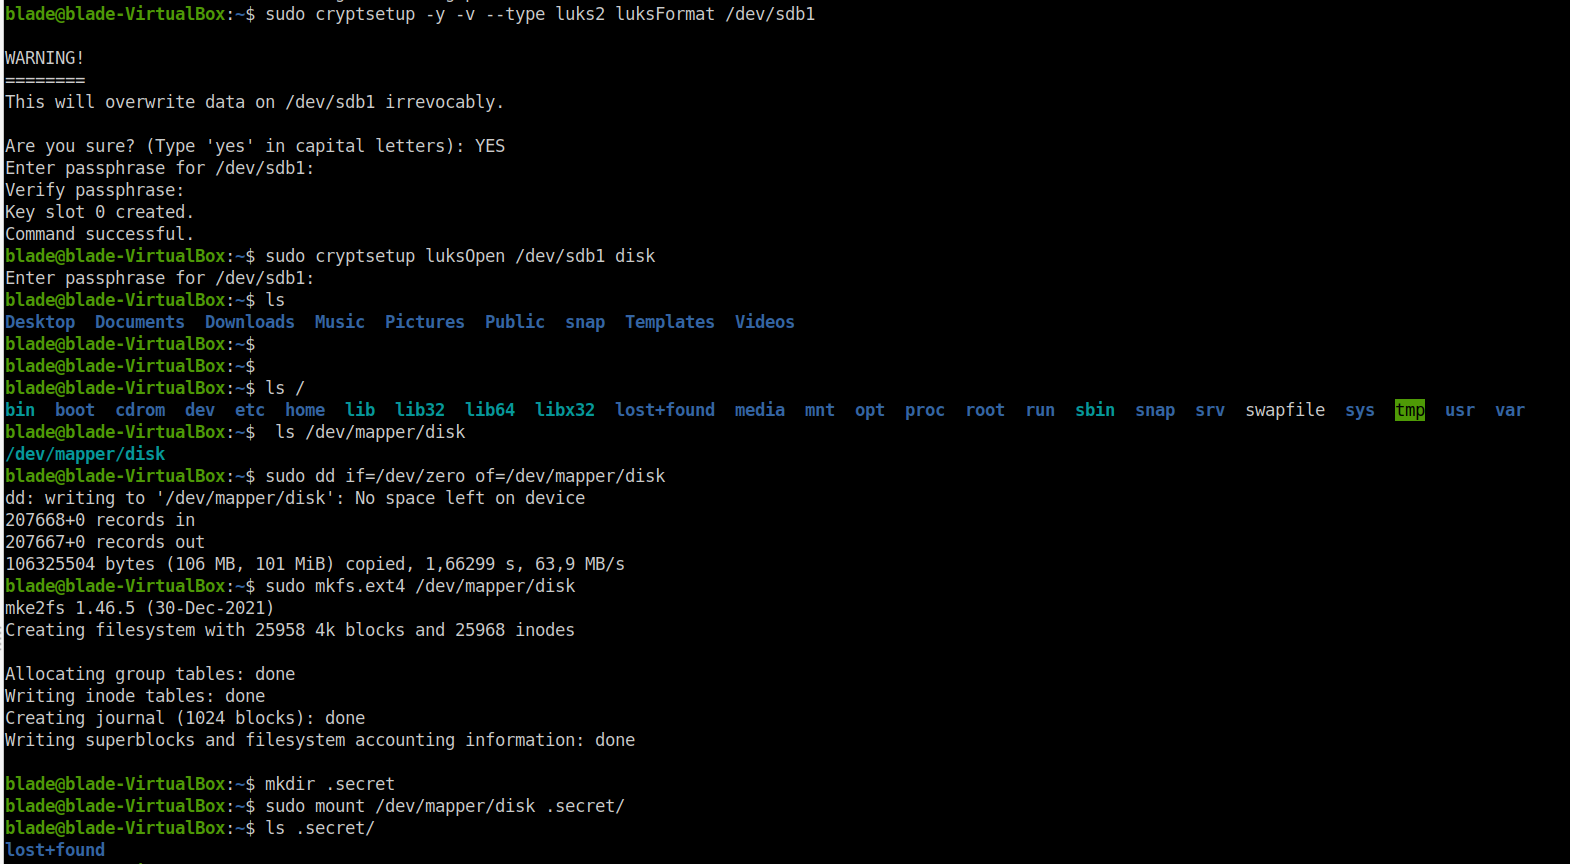 blade@blade-VirtualBox:~$ sudo cryptsetup -y -v --type luks2 luksFormat /dev/sdb1
WARNING!
========
This will overwrite data on /dev/sdb1 irrevocably.
Are you sure? (Type 'yes' in capital letters): YES
Enter passphrase for /dev/sdb1:
Verify passphrase:
Key slot 0 created.
Command successful.
blade@blade-VirtualBox:~$ sudo cryptsetup luksOpen /dev/sdb1 disk
Enter passphrase for /dev/sdb1:
blade@blade-VirtualBox:~$ ls
Desktop  Documents  Downloads  Music  Pictures  Public  snap  Templates  Videos
blade@blade-VirtualBox:~$
blade@blade-VirtualBox:~$
blade@blade-VirtualBox:~$ ls /
bin  boot  cdrom  dev  etc  home  lib  lib32  lib64  libx32  lost+found  media  mnt  opt  proc  root  run  sbin  snap  srv  swapfile  sys  tmp  usr  var
blade@blade-VirtualBox:~$  ls /dev/mapper/disk
/dev/mapper/disk
blade@blade-VirtualBox:~$ sudo dd if=/dev/zero of=/dev/mapper/disk
dd: writing to '/dev/mapper/disk': No space left on device
207668+0 records in
207667+0 records out
106325504 bytes (106 MB, 101 MiB) copied, 1,66299 s, 63,9 MB/s
blade@blade-VirtualBox:~$ sudo mkfs.ext4 /dev/mapper/disk
mke2fs 1.46.5 (30-Dec-2021)
Creating filesystem with 25958 4k blocks and 25968 inodes
Allocating group tables: done
Writing inode tables: done
Creating journal (1024 blocks): done
Writing superblocks and filesystem accounting information: done
blade@blade-VirtualBox:~$ mkdir .secret
blade@blade-VirtualBox:~$ sudo mount /dev/mapper/disk .secret/
blade@blade-VirtualBox:~$ ls .secret/
lost+found